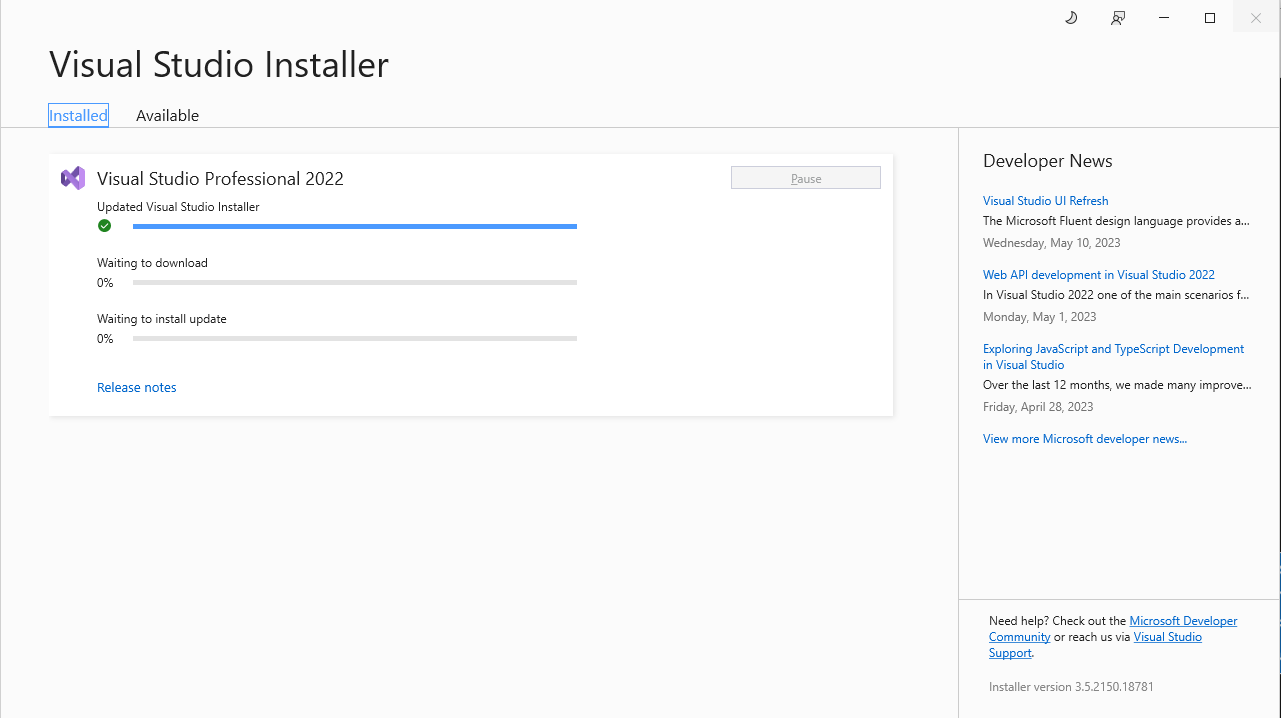 Visual Studio Installer
Installed
Available
Visual Studio Professional 2022
Pause
Updated Visual Studio Installer
Waiting to download
0%
Waiting to install update
0%
Release notes
Developer News
Visual Studio UI Refresh
The Microsoft Fluent design language provides a...
Wednesday, May 10, 2023
Web API development in Visual Studio 2022
In Visual Studio 2022 one of the main scenarios f...
Monday, May 1, 2023
Exploring JavaScript and TypeScript Development
in Visual Studio
Over the last 12 months, we made many improve...
Friday, April 28, 2023
View more Microsoft developer news...
Need help? Check out the Microsoft Developer
Community or reach us via Visual Studio
Support.
Installer version 3.5.2150.18781